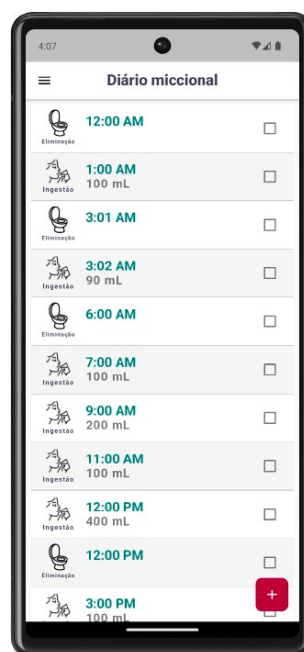 4:07
Diário miccional
12:00 AM
Eliminação
1:00 AM
100 mL
Ingestão
3:01 AM
Eliminação
3:02 AM
90 mL
Ingestão
6:00 AM
Eliminação
7:00 AM
100 mL
Ingestão
9:00 AM
200 mL
Ingestão
11:00 AM
100 mL
Ingestão
12:00 PM
400 mL
Ingestão
12:00 PM
Eliminação
+
3:00 PM
100 mL
Ingestão